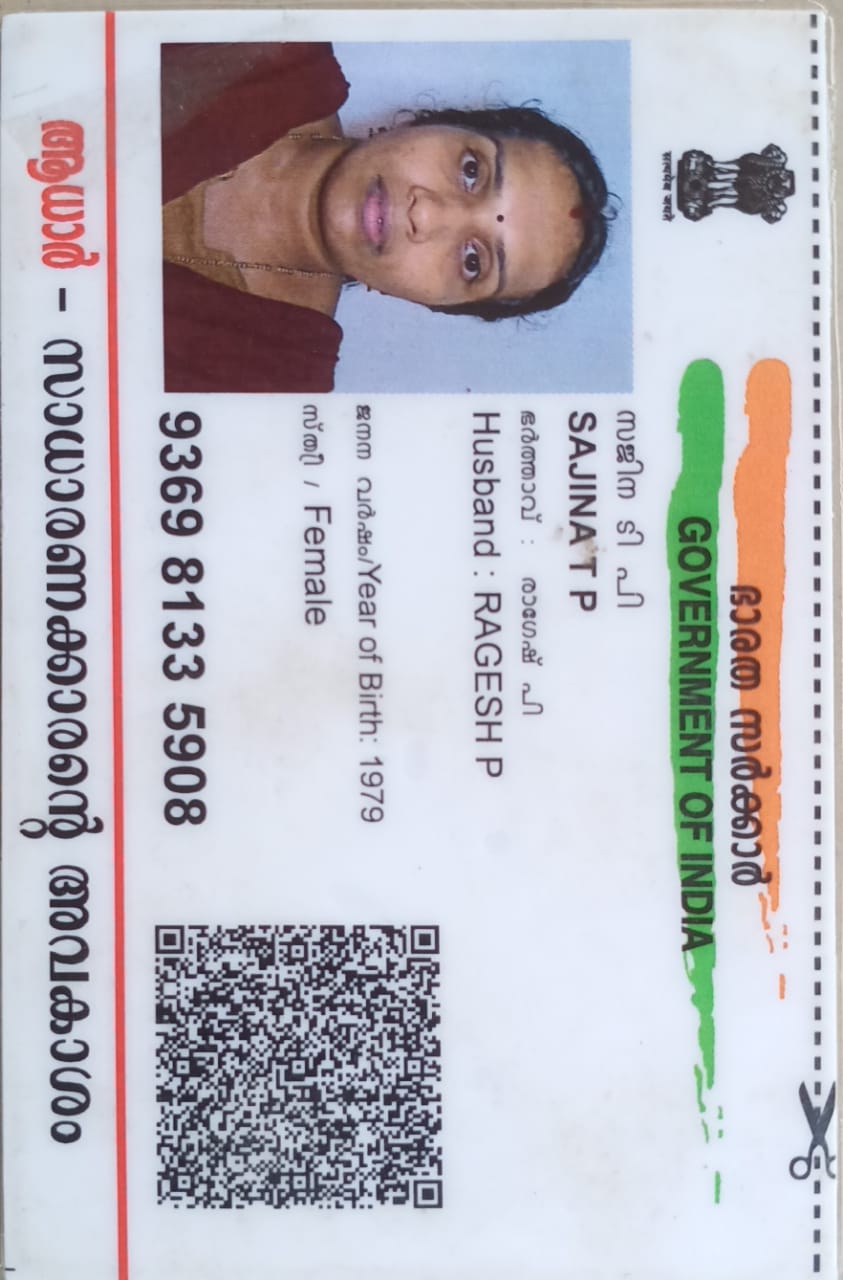 ഭാരത സർക്കാർ
GOVERNMENT OF INDIA
सत्यमेव जयते
സജിന ടി പി
SAJINA T P
ഭർത്താവ് : രാഗേഷ് പി
Husband : RAGESH P
ജനന വർഷം/Year of Birth: 1979
സ്ത്രീ / Female
9369 8133 5908
ആധാർ – സാധാരണക്കാരന്റെ അവകാശം